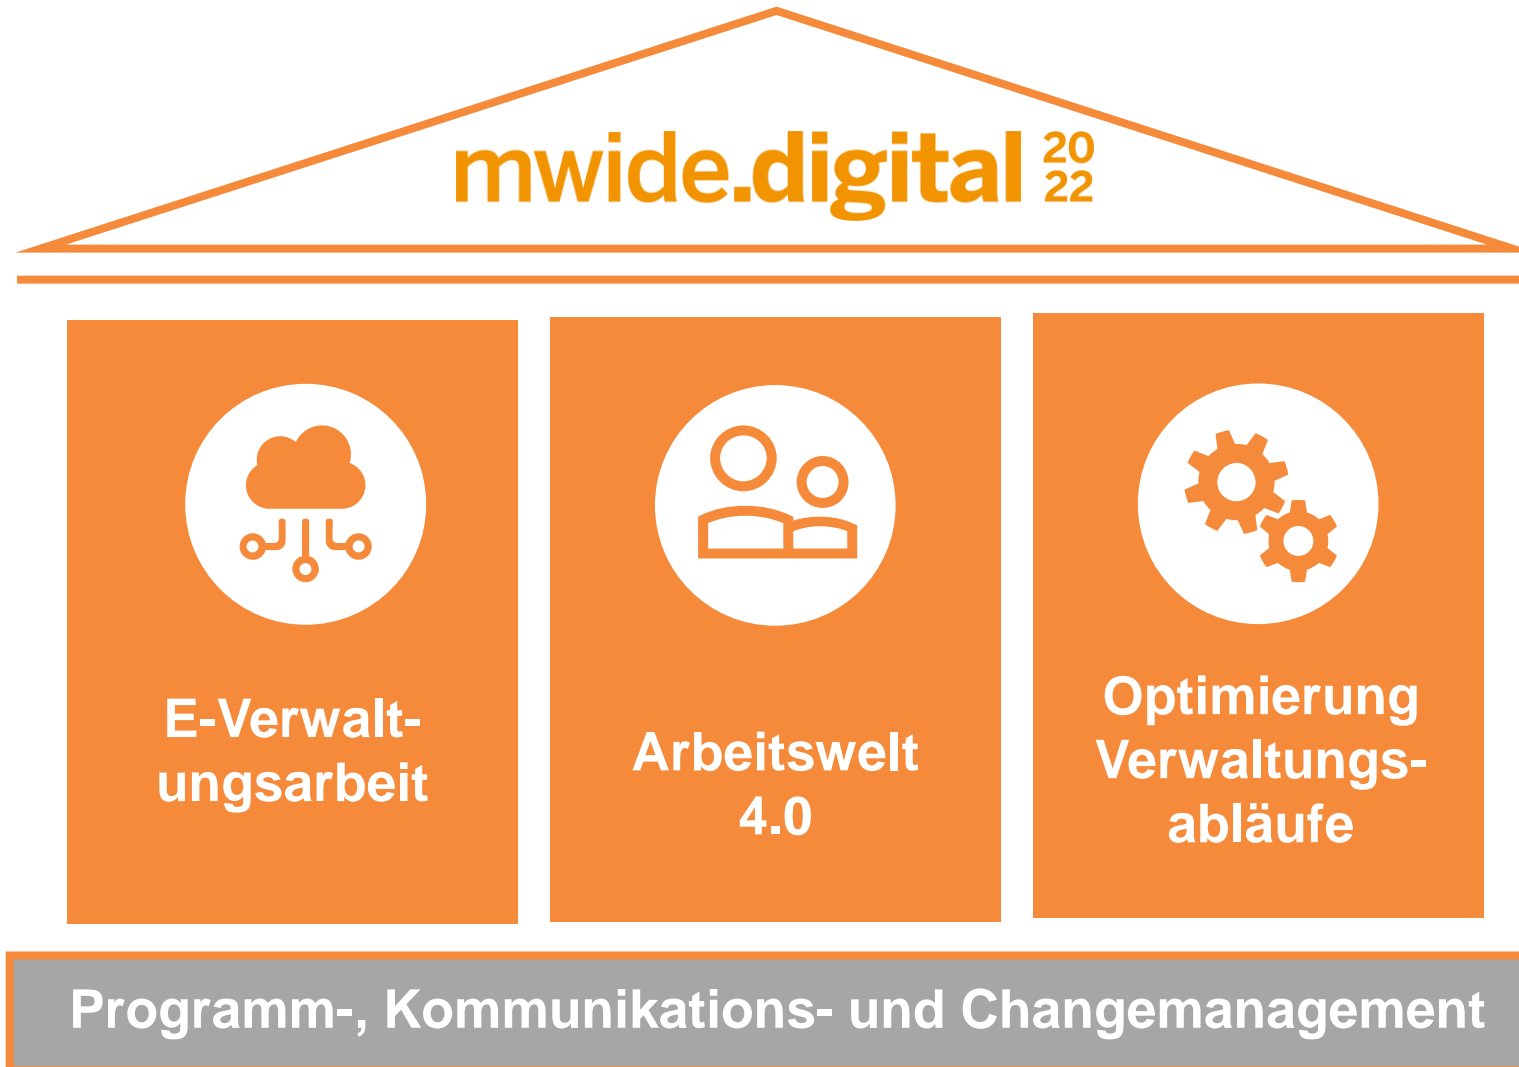 mwide.digital 20
22
E-Verwalt-
ungsarbeit
Arbeitswelt
4.0
Optimierung
Verwaltungs-
abläufe
Programm-, Kommunikations- und Changemanagement